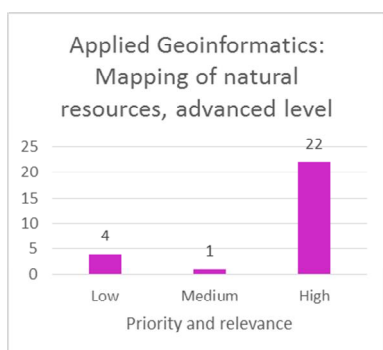 Applied Geoinformatics:
Mapping of natural
resources, advanced level
25
20
15
10
5
0
4
1
22
Low
Medium
High
Priority and relevance